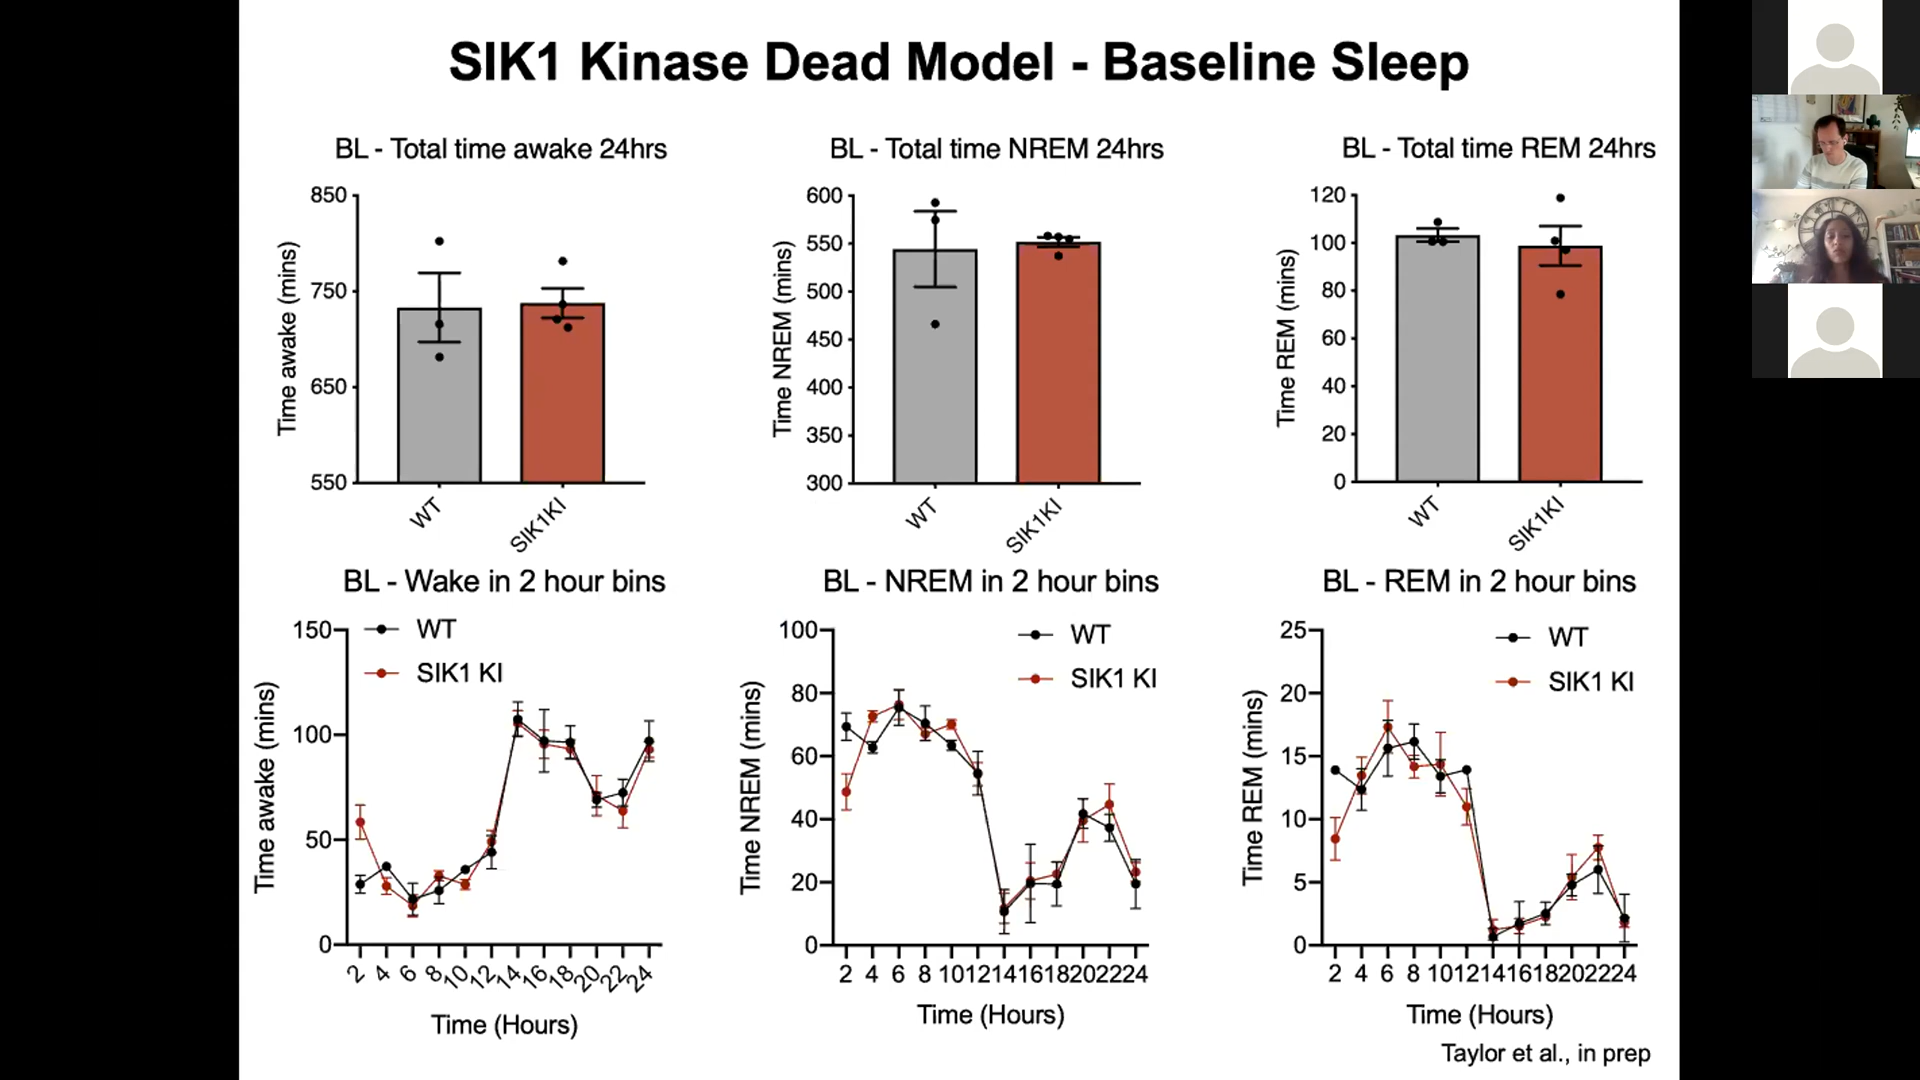 SIK1 Kinase Dead Model - Baseline Sleep
BL - Total time awake 24hrs
850
750
650
550
Time awake (mins)
WT
SIK1KI
BL - Total time NREM 24hrs
600
550
500
450
400
350
300
Time NREM (mins)
WT
SIK1KI
BL - Total time REM 24hrs
120
100
80
60
40
20
0
Time REM (mins)
WT
SIK1KI
BL - Wake in 2 hour bins
WT
SIK1 KI
150
100
50
0
Time awake (mins)
2 4 6 8 10 12 14 16 18 20 22 24
Time (Hours)
BL - NREM in 2 hour bins
WT
SIK1 KI
100
80
60
40
20
0
Time NREM (mins)
2 4 6 8 10 12 14 16 18 20 22 24
Time (Hours)
BL - REM in 2 hour bins
WT
SIK1 KI
25
20
15
10
5
0
Time REM (mins)
2 4 6 8 10 12 14 16 18 20 22 24
Time (Hours)
Taylor et al., in prep